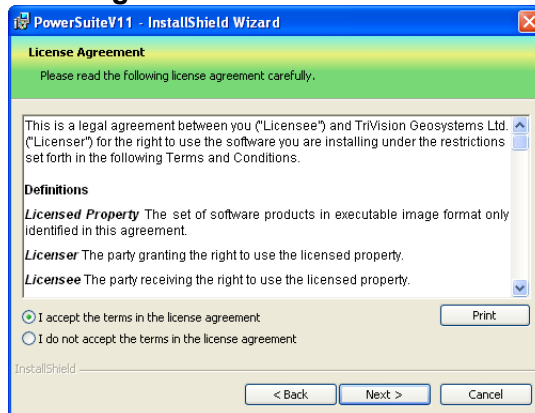 PowerSuiteV11 - InstallShield Wizard
License Agreement
Please read the following license agreement carefully.
This is a legal agreement between you ("Licensee") and TriVision Geosystems Ltd.
("Licenser") for the right to use the software you are installing under the restrictions
set forth in the following Terms and Conditions.
Definitions
Licensed Property The set of software products in executable image format only
identified in this agreement.
Licenser The party granting the right to use the licensed property.
Licensee The party receiving the right to use the licensed property.
I accept the terms in the license agreement
Print
I do not accept the terms in the license agreement
InstallShield
< Back Next > Cancel